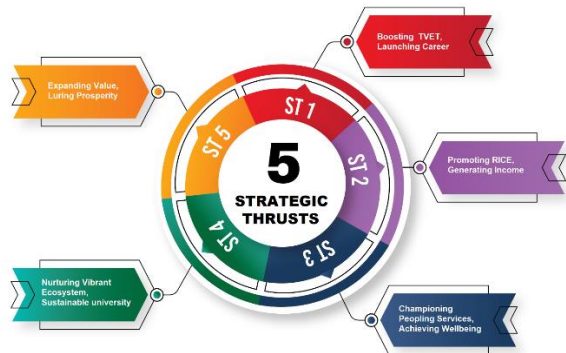 Boosting TVET,
Launching Career
Expanding Value,
Luring Prosperity
ST 1
ST 5
5
STRATEGIC
THRUSTS
ST 2
Promoting RICE,
Generating Income
ST 4
ST 3
Nurturing Vibrant
Ecosystem,
Sustainable university
Championing
Peopling Services,
Achieving Wellbeing